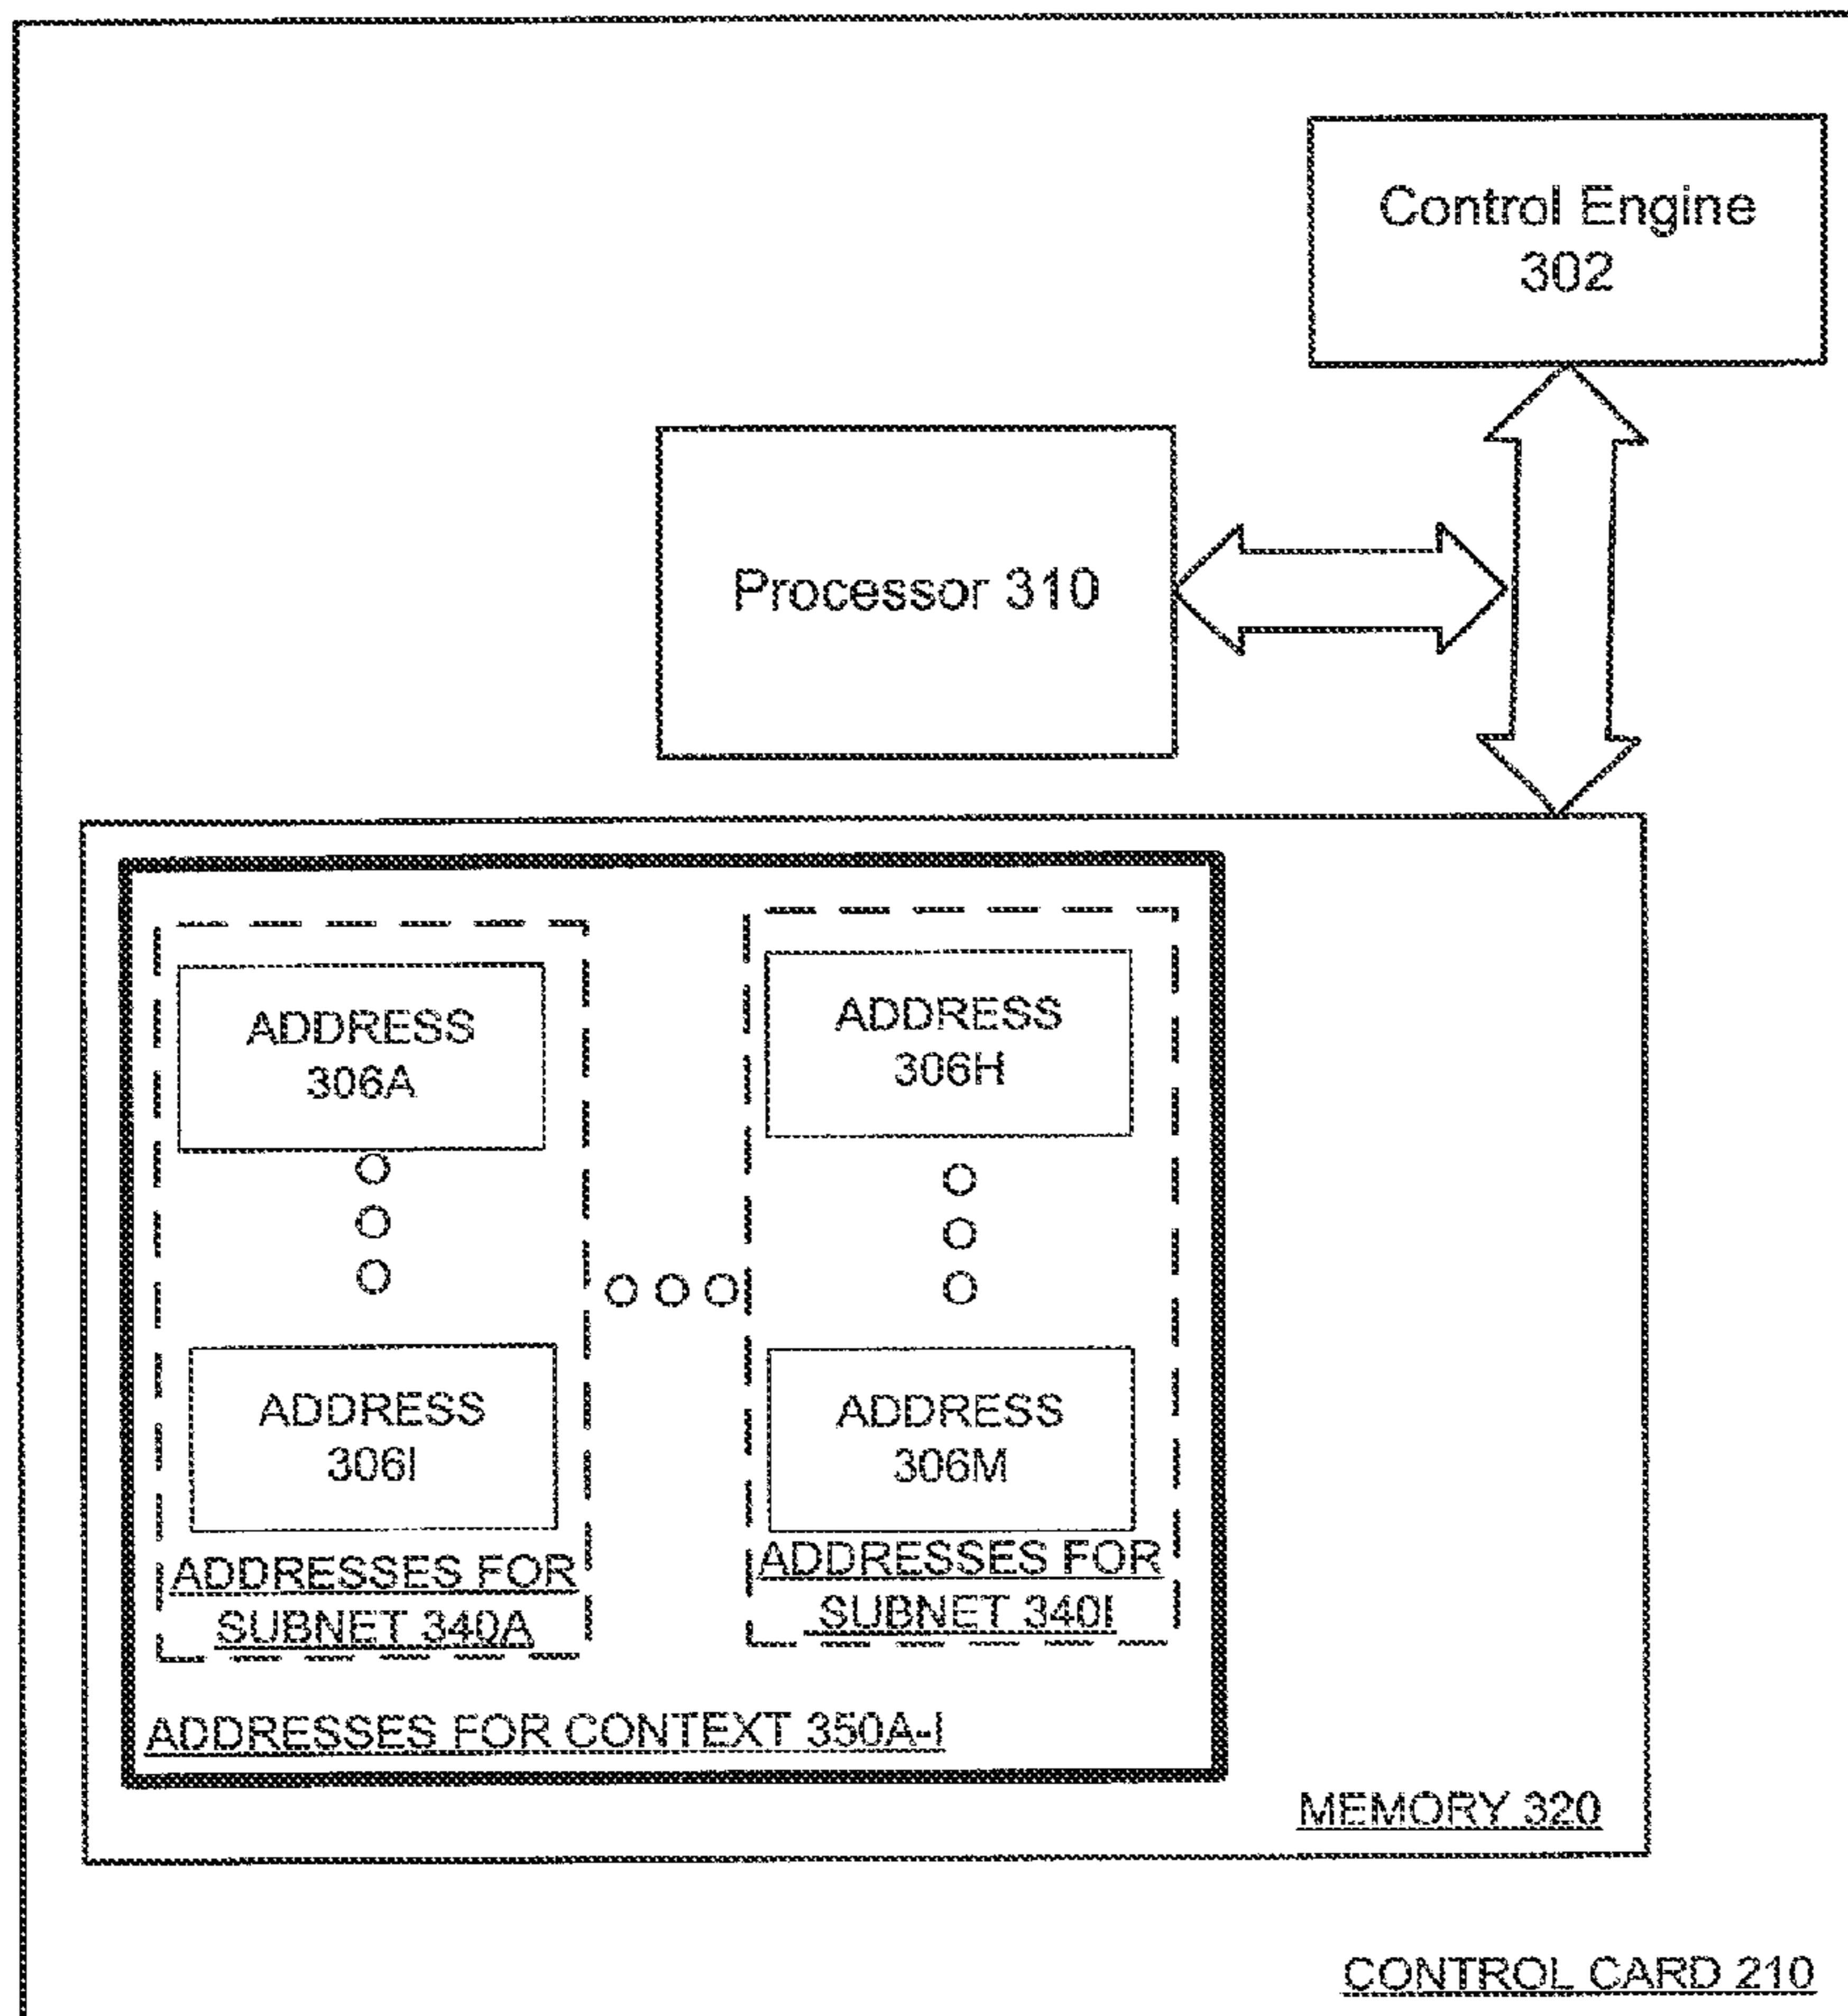 Control Engine
302
Processor 310
ADDRESS
306A
ADDRESS
306I
ADDRESSES FOR
SUBNET 340A
ADDRESS
306H
ADDRESS
306M
ADDRESSES FOR
SUBNET 340I
ADDRESSES FOR CONTEXT 350A-I
MEMORY 320
CONTROL CARD 210